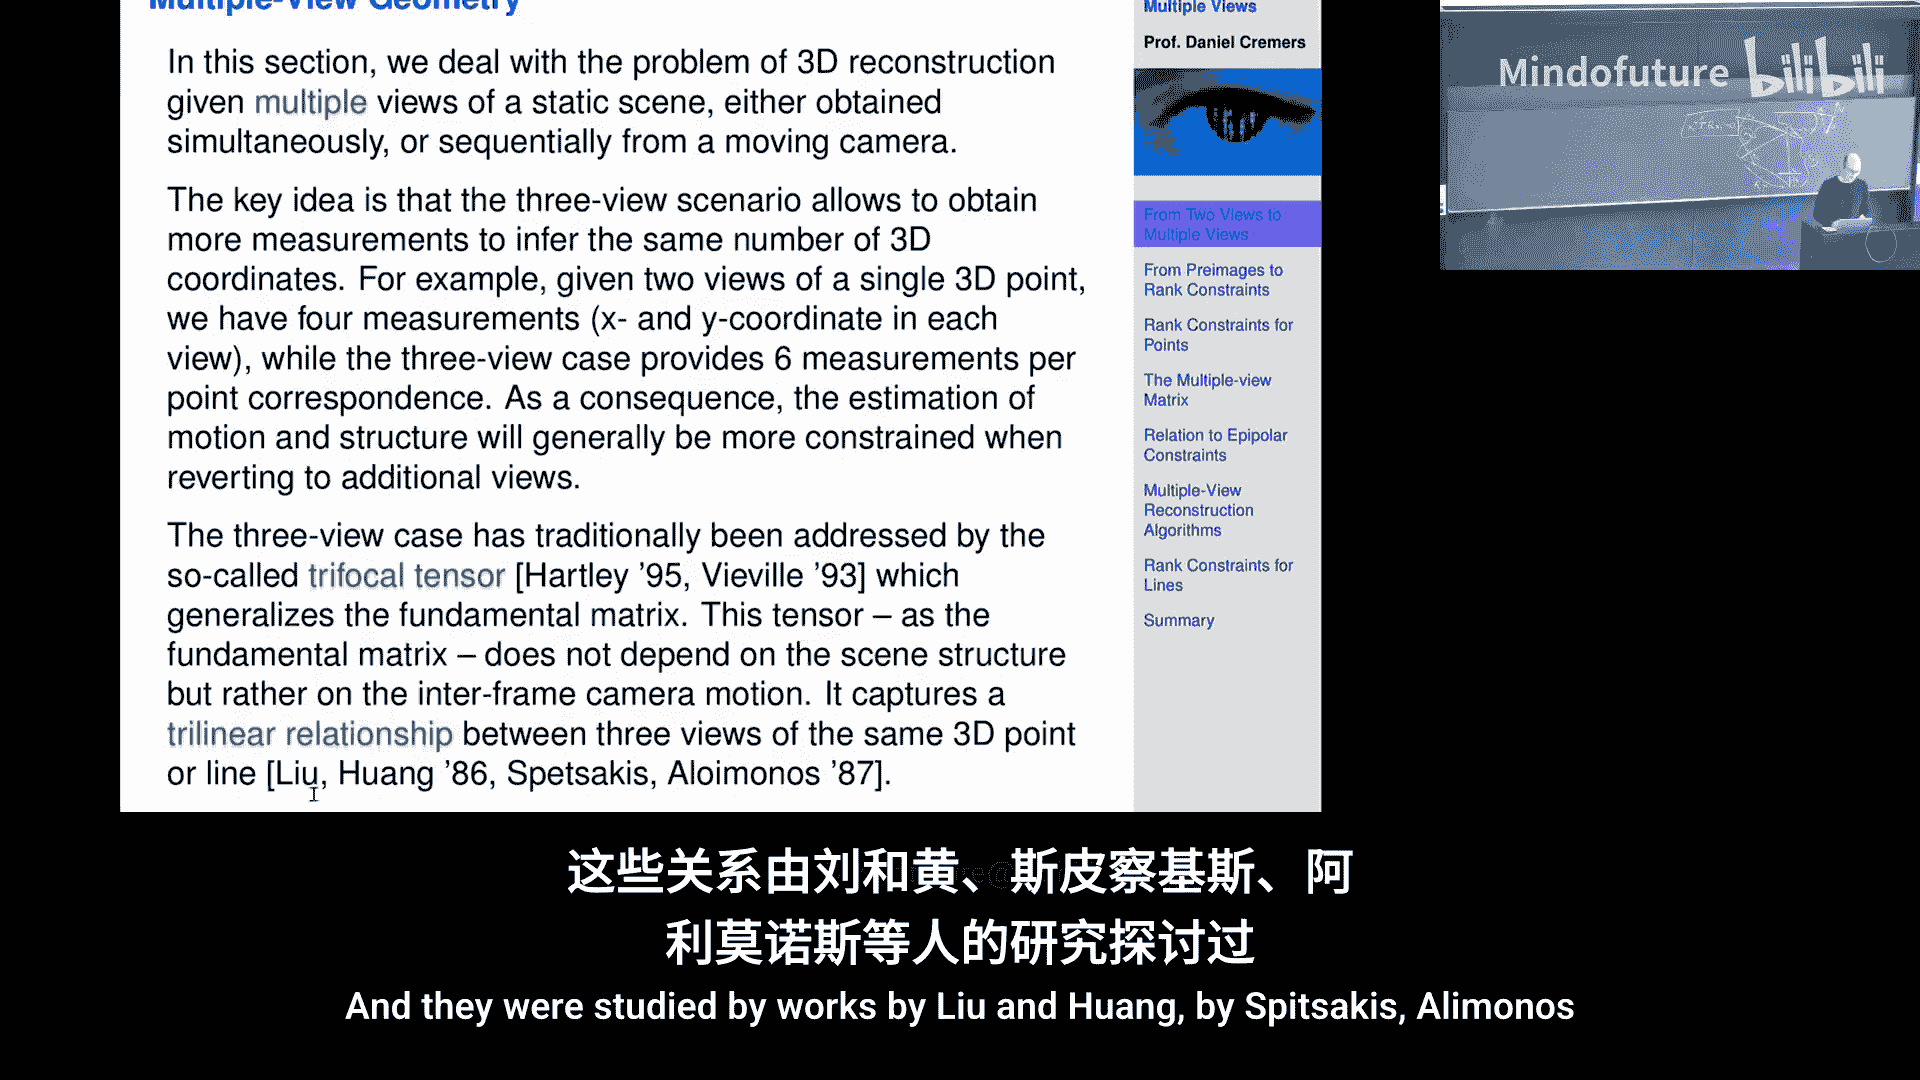 Multiple-View Geometry
In this section, we deal with the problem of 3D reconstruction
given multiple views of a static scene, either obtained
simultaneously, or sequentially from a moving camera.
The key idea is that the three-view scenario allows to obtain
more measurements to infer the same number of 3D
coordinates. For example, given two views of a single 3D point,
we have four measurements (x- and y-coordinate in each
view), while the three-view case provides 6 measurements per
point correspondence. As a consequence, the estimation of
motion and structure will generally be more constrained when
reverting to additional views.
The three-view case has traditionally been addressed by the
so-called trifocal tensor [Hartley ’95, Vieville ’93] which
generalizes the fundamental matrix. This tensor – as the
fundamental matrix – does not depend on the scene structure
but rather on the inter-frame camera motion. It captures a
trilinear relationship between three views of the same 3D point
or line [Liu, Huang ’86, Spetsakis, Aloimonos ’87].
Multiple Views
Prof. Daniel Cremers
From Two Views to
Multiple Views
From Preimages to
Rank Constraints
Rank Constraints for
Points
The Multiple-view
Matrix
Relation to Epipolar
Constraints
Multiple-View
Reconstruction
Algorithms
Rank Constraints for
Lines
Summary
Mindofuture bilibili
这些关系由刘和黄、斯皮察基斯、阿
利莫诺斯等人的研究探讨过
And they were studied by works by Liu and Huang, by Spitsakis, Alimonos